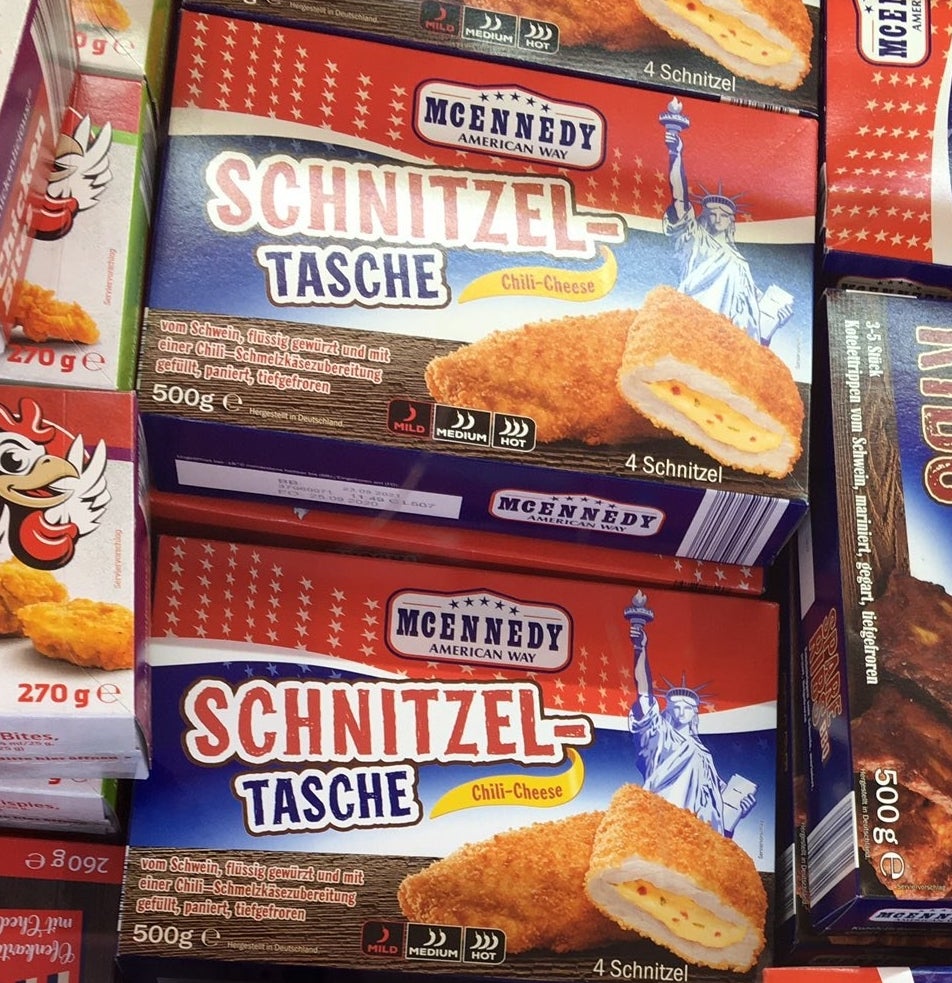 MILD
MEDIUM
HOT
4 Schnitzel
MCENNEDY
AMERICAN WAY
SCHNITZEL-
TASCHE
Chili-Cheese
vom Schwein, flüssig gewürzt und mit
einer Chili-Schmelzkäsezubereitung
gefüllt, paniert, tiefgefroren
500g e
Hergestellt in Deutschland.
MILD
MEDIUM
HOT
4 Schnitzel
MCENNEDY
AMERICAN WAY
MCENNEDY
AMERICAN WAY
SCHNITZEL-
TASCHE
Chili-Cheese
vom Schwein, flüssig gewürzt und mit
einer Chili-Schmelzkäsezubereitung
gefüllt, paniert, tiefgefroren
500g e
Hergestellt in Deutschland.
MILD
MEDIUM
HOT
4 Schnitzel
Serviervorschlag
270 g e
Serviervorschlag
270 g e
Bites,
260g e
3-5 Stück
Kotelettrippen vom Schwein, mariniert, gegart, tiefgefroren
500 g e
Serviervorschlag